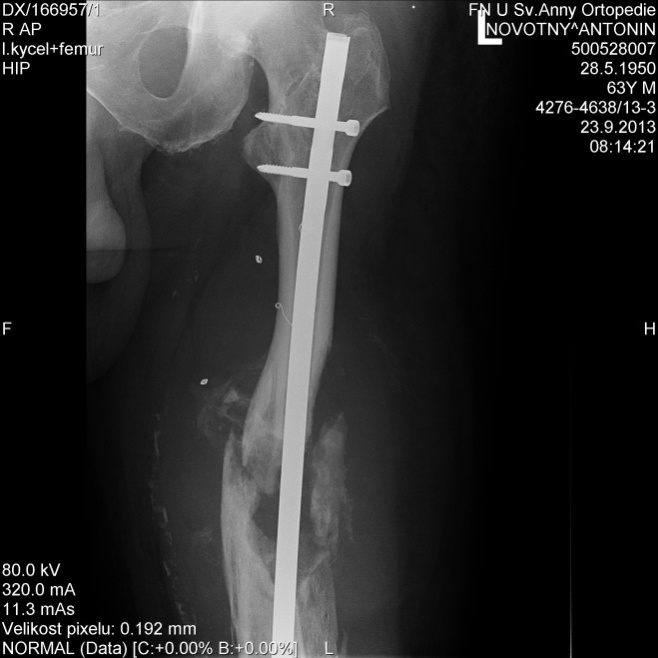 DX/166957/1
R AP
l.kycel+femur
HIP
R
FN U Sv.Anny Ortopedie
L
NOVOTNY^ANTONIN
500528007
28.5.1950
63Y M
4276-4638/13-3
23.9.2013
08:14:21
F
H
80.0 kV
320.0 mA
11.3 mAs
Velikost pixelu: 0.192 mm
NORMAL (Data) [C:+0.00% B:+0.00%]
L